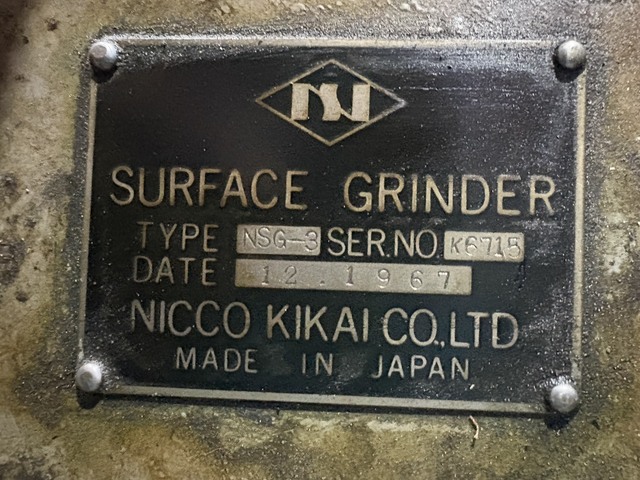 SURFACE GRINDER
TYPE NSG-3 SER.NO. K6715
DATE 12.1967
NICCO KIKAI CO.,LTD
MADE IN JAPAN